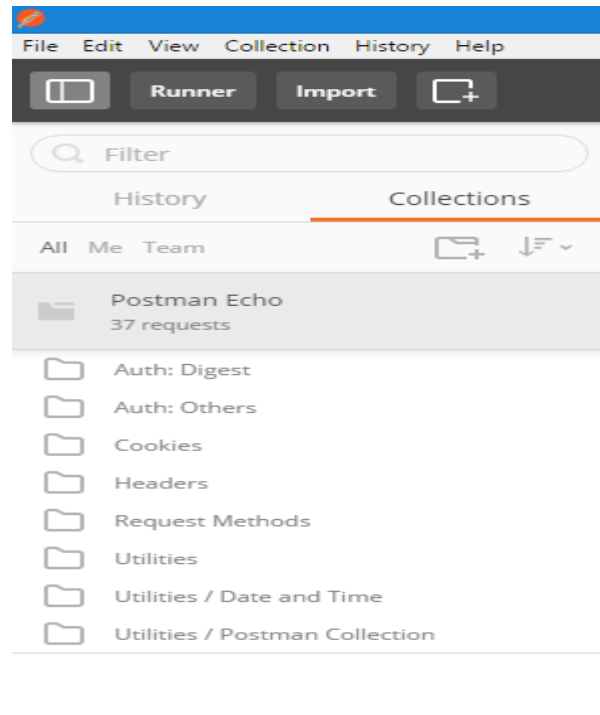 File Edit View Collection History Help
Runner Import
Filter
History Collections
All Me Team
Postman Echo
37 requests
Auth: Digest
Auth: Others
Cookies
Headers
Request Methods
Utilities
Utilities / Date and Time
Utilities / Postman Collection